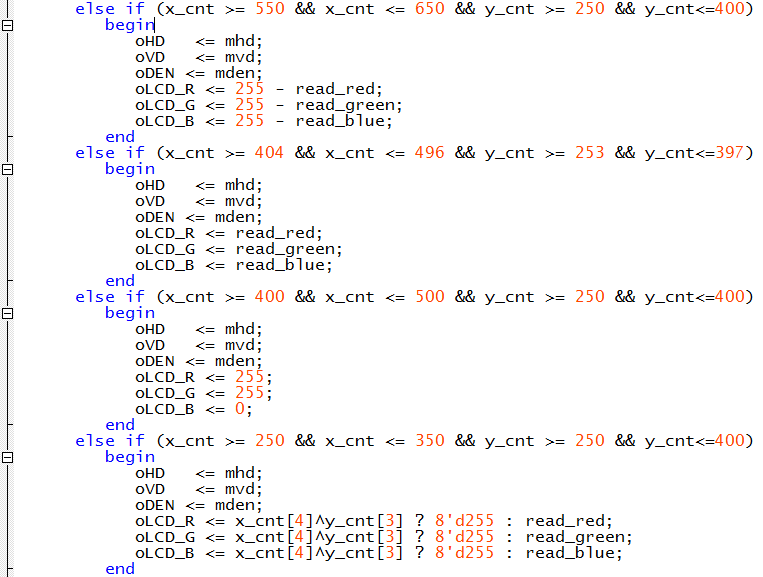 else if (x_cnt >= 550 && x_cnt <= 650 && y_cnt >= 250 && y_cnt<=400)
begin
oHD <= mhd;
oVD <= mvd;
oDEN <= mden;
oLCD_R <= 255 - read_red;
oLCD_G <= 255 - read_green;
oLCD_B <= 255 - read_blue;
end
else if (x_cnt >= 404 && x_cnt <= 496 && y_cnt >= 253 && y_cnt<=397)
begin
oHD <= mhd;
oVD <= mvd;
oDEN <= mden;
oLCD_R <= read_red;
oLCD_G <= read_green;
oLCD_B <= read_blue;
end
else if (x_cnt >= 400 && x_cnt <= 500 && y_cnt >= 250 && y_cnt<=400)
begin
oHD <= mhd;
oVD <= mvd;
oDEN <= mden;
oLCD_R <= 255;
oLCD_G <= 255;
oLCD_B <= 0;
end
else if (x_cnt >= 250 && x_cnt <= 350 && y_cnt >= 250 && y_cnt<=400)
begin
oHD <= mhd;
oVD <= mvd;
oDEN <= mden;
oLCD_R <= x_cnt[4]^y_cnt[3] ? 8'd255 : read_red;
oLCD_G <= x_cnt[4]^y_cnt[3] ? 8'd255 : read_green;
oLCD_B <= x_cnt[4]^y_cnt[3] ? 8'd255 : read_blue;
end